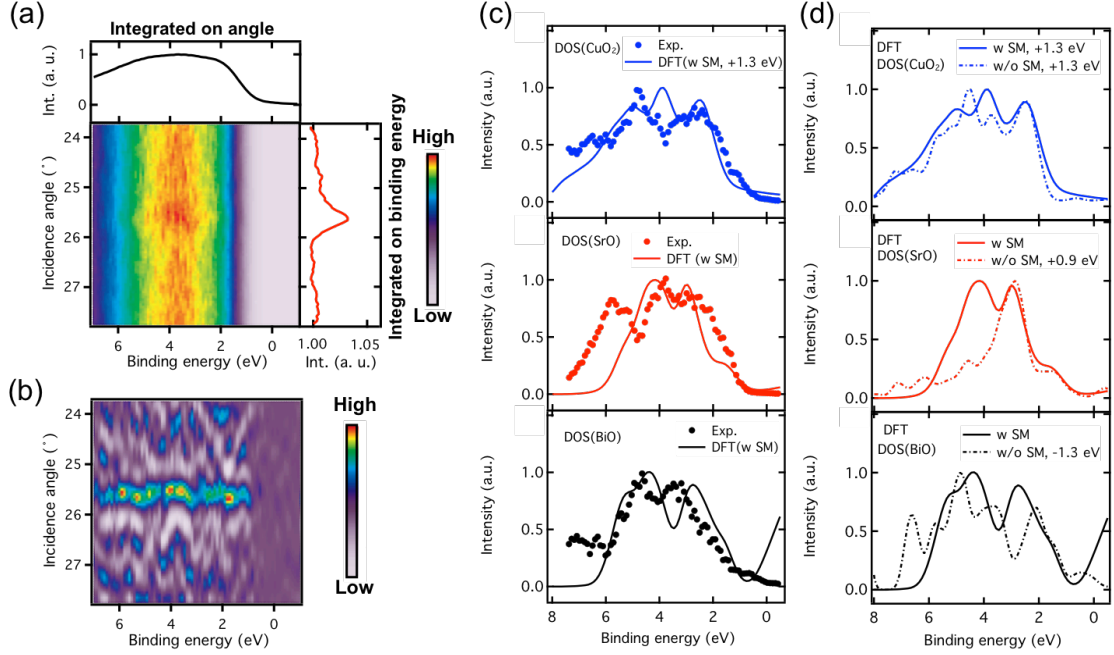 (a)
Integrated on angle
Int. (a. u.)
1
0
Incidence angle (°)
24
25
26
27
6 4 2 0
Binding energy (eV)
1.00 1.05
Int. (a. u.)
Integrated on binding energy
High
Low
(b)
Incidence angle (°)
24
25
26
27
6 4 2 0
Binding energy (eV)
High
Low
(c)
DOS(CuO₂)
Exp.
DFT(w SM, +1.3 eV)
Intensity (a.u.)
1.0
0.5
0.0
DOS(SrO)
Exp.
DFT (w SM)
Intensity (a.u.)
1.0
0.5
0.0
DOS(BiO)
Exp.
DFT(w SM)
Intensity (a.u.)
1.0
0.5
0.0
8 6 4 2 0
Binding energy (eV)
(d)
DFT
DOS(CuO₂)
w SM, +1.3 eV
w/o SM, +1.3 eV
Intensity (a.u.)
1.0
0.5
0.0
DFT
DOS(SrO)
w SM
w/o SM, +0.9 eV
Intensity (a.u.)
1.0
0.5
0.0
DFT
DOS(BiO)
w SM
w/o SM, -1.3 eV
Intensity (a.u.)
1.0
0.5
0.0
8 6 4 2 0
Binding energy (eV)